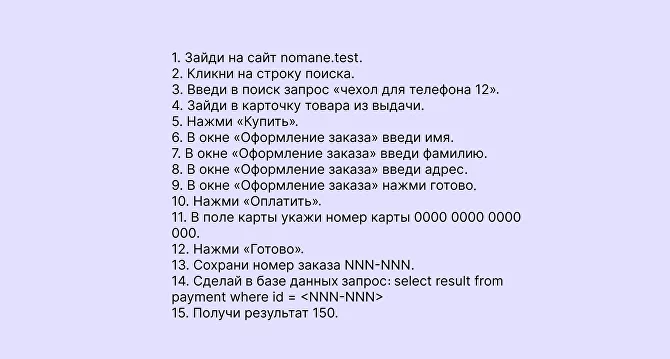 1. Зайди на сайт nomane.test.
2. Кликни на строку поиска.
3. Введи в поиск запрос «чехол для телефона 12».
4. Зайди в карточку товара из выдачи.
5. Нажми «Купить».
6. В окне «Оформление заказа» введи имя.
7. В окне «Оформление заказа» введи фамилию.
8. В окне «Оформление заказа» введи адрес.
9. В окне «Оформление заказа» нажми готово.
10. Нажми «Оплатить».
11. В поле карты укажи номер карты 0000 0000 0000
000.
12. Нажми «Готово».
13. Сохрани номер заказа NNN-NNN.
14. Сделай в базе данных запрос: select result from
payment where id = <NNN-NNN>
15. Получи результат 150.